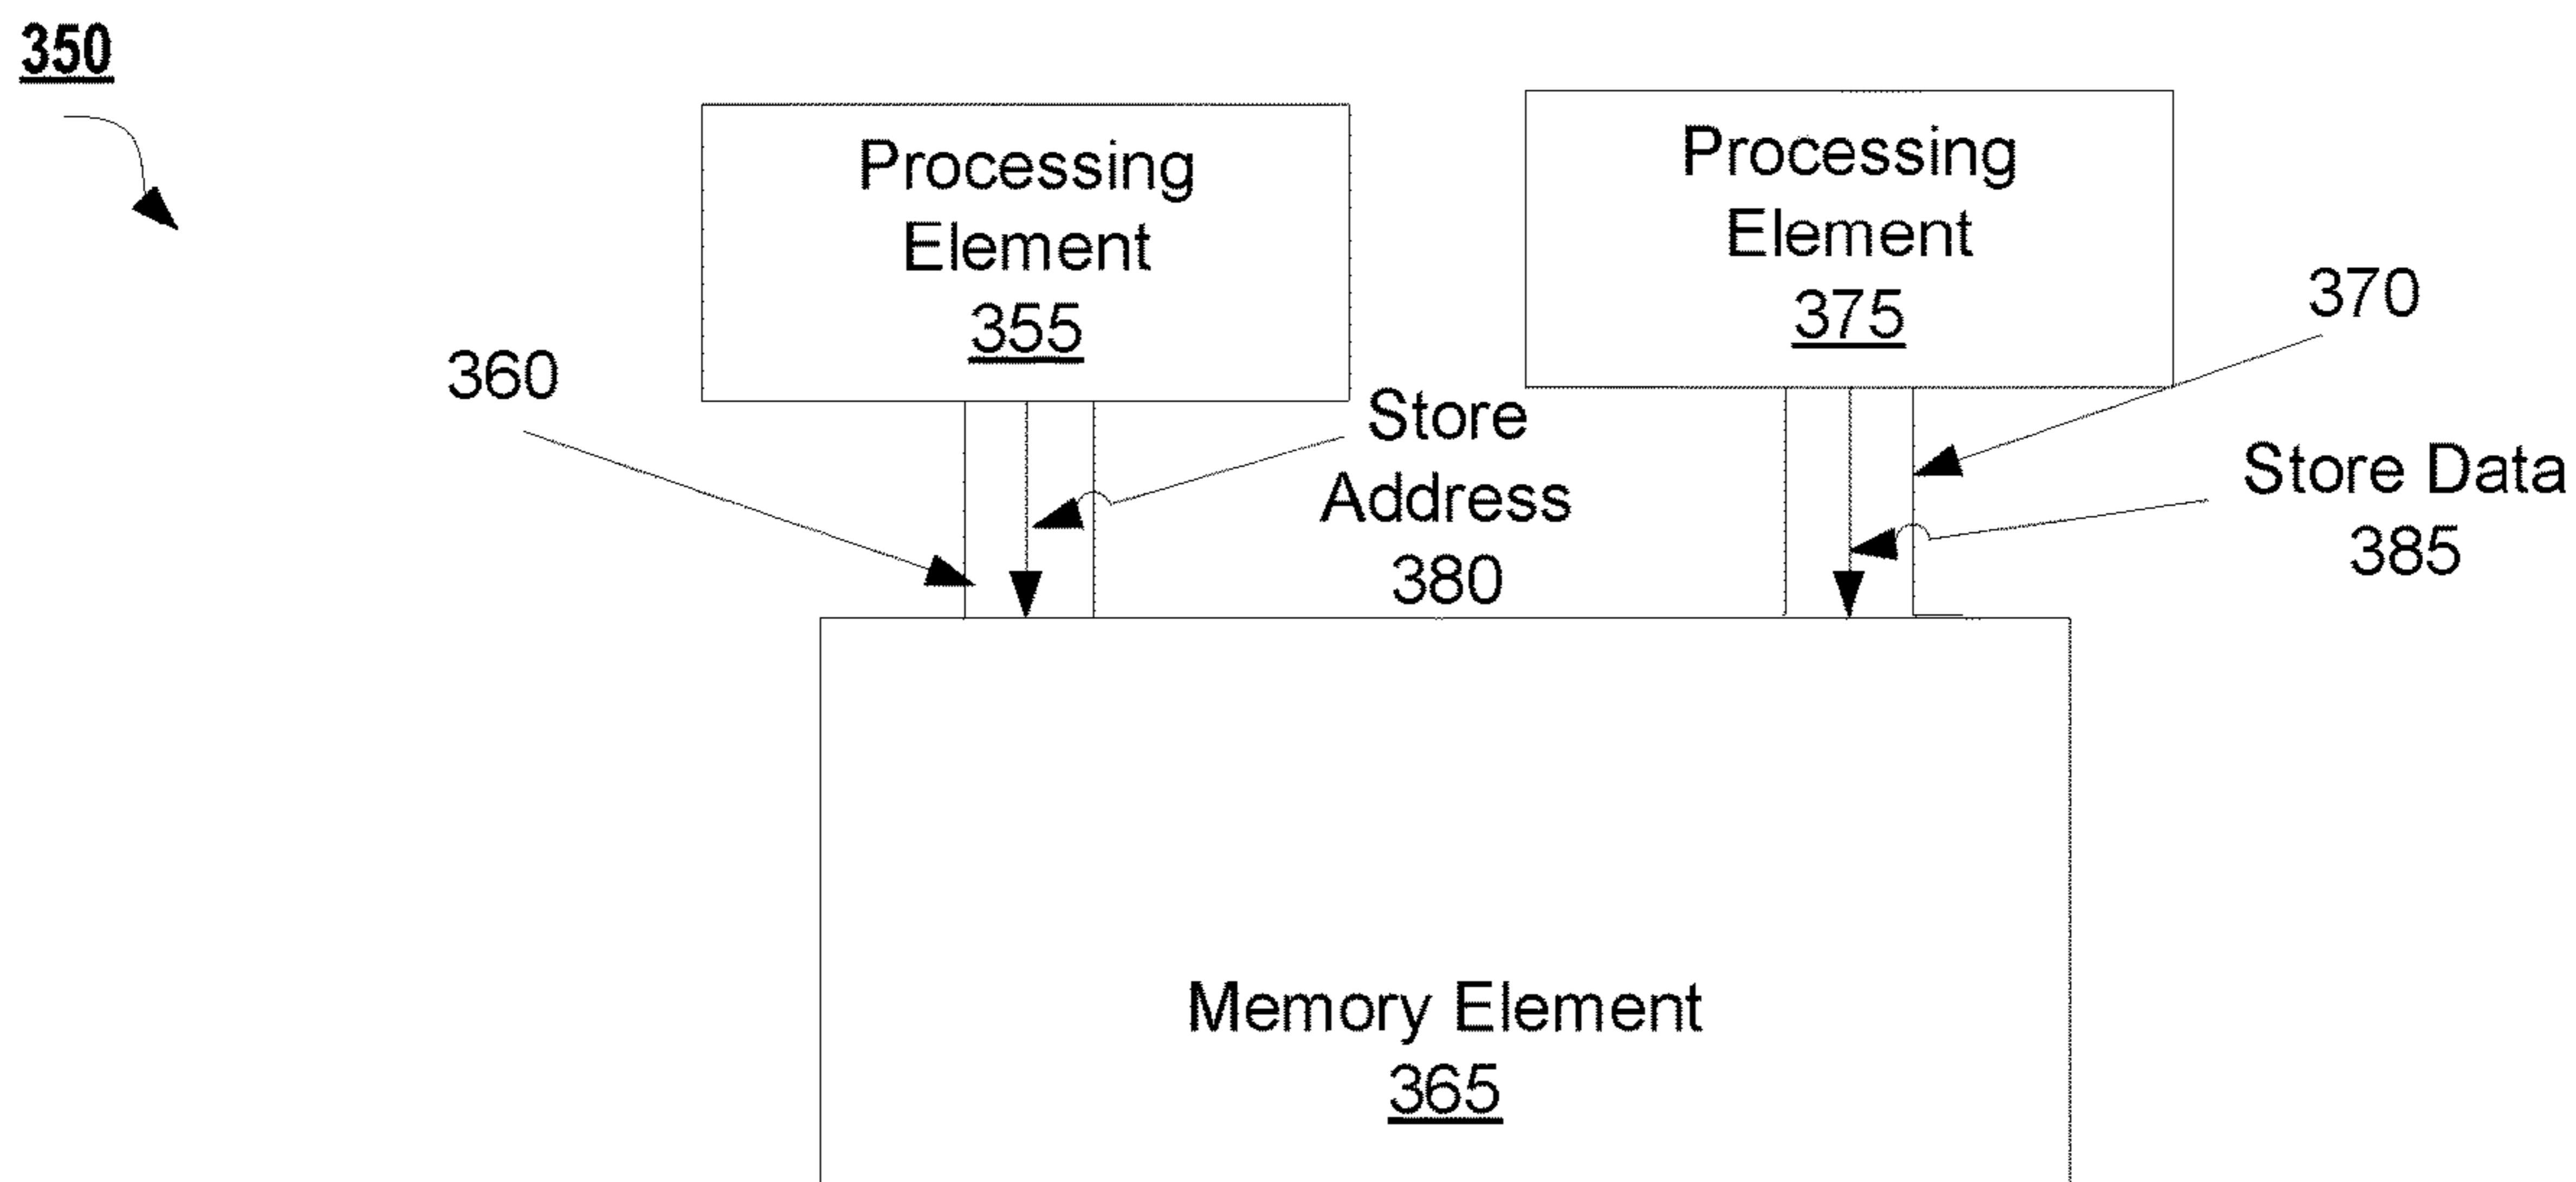 350
Processing
Element
355
Processing
Element
375
370
360
Store
Address
380
Store Data
385
Memory Element
365